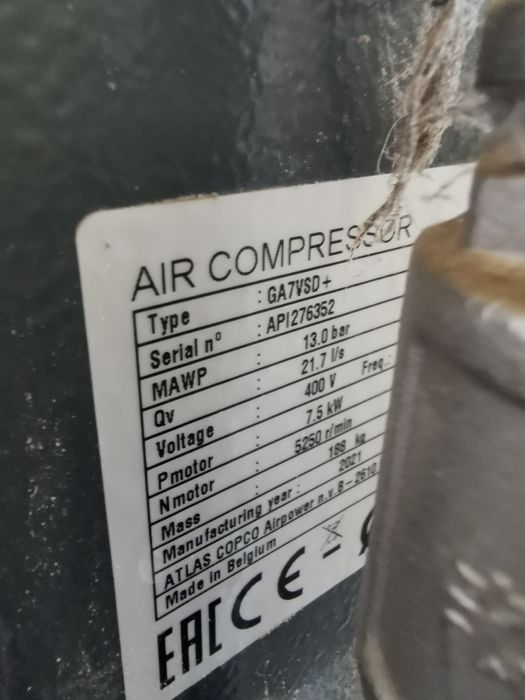 AIR COMPRESSOR
Type : GA7VSD+
Serial n° : API276352
MAWP : 13.0 bar
Qv : 21.7 l/s
Voltage : 400 V Freq.:
Pmotor : 7.5 kW
Nmotor : 5250 r/min
Mass : 188 kg
Manufacturing year : 2021
ATLAS COPCO Airpower n.v. B – 2610
Made in Belgium
EAC CE